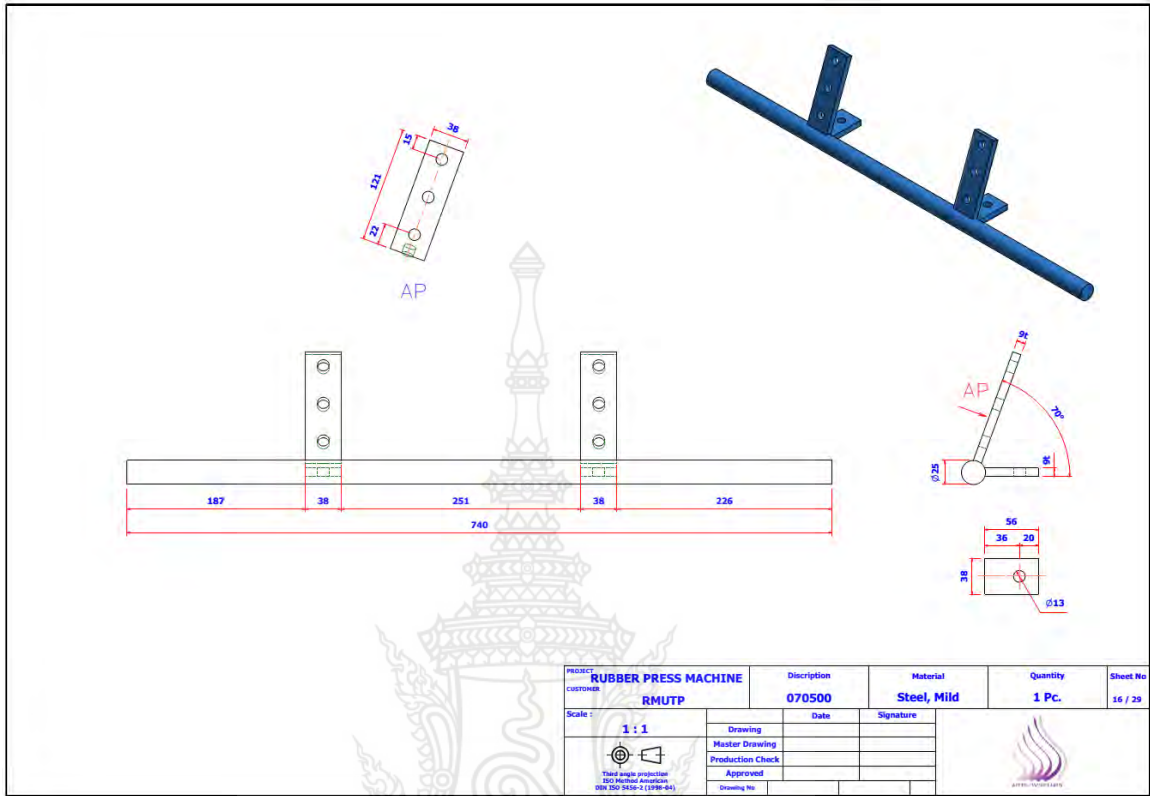 38
15
121
22
AP
9t
AP
70°
Ø25
9t
187
38
251
38
226
740
56
36
20
38
Ø13
PROJECT
RUBBER PRESS MACHINE
CUSTOMER
RMUTP
Discription
070500
Material
Steel, Mild
Quantity
1 Pc.
Sheet No
16 / 29
Scale :
1 : 1
Date
Signature
Drawing
Master Drawing
Production Check
Approved
Drawing No
Third angle projection
ISO Method American
DIN ISO 5456-2 (1998-04)